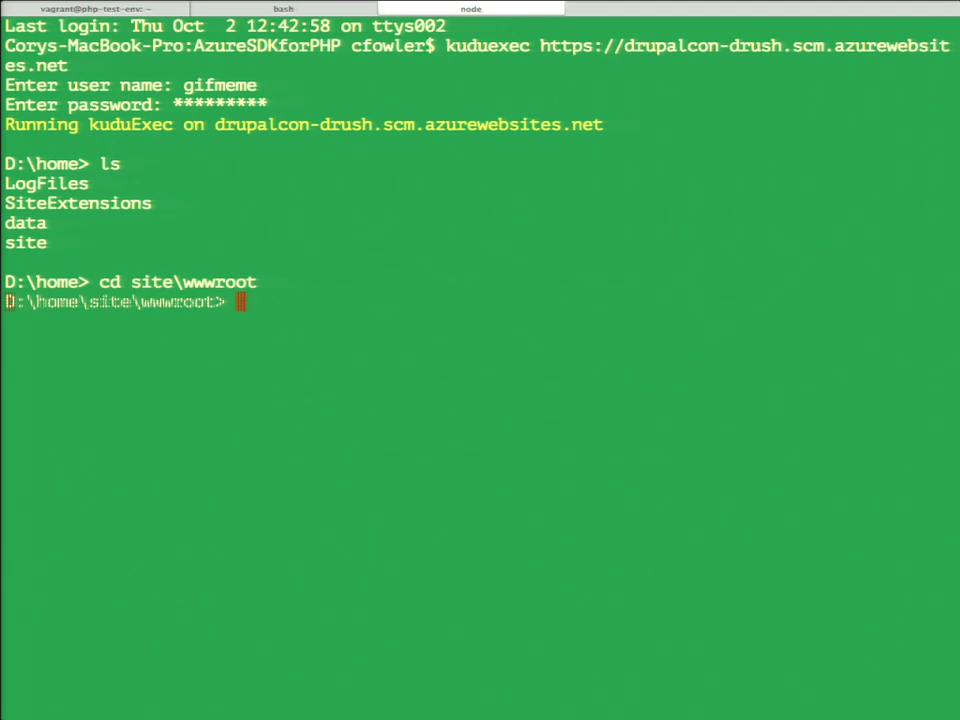 vagrant@php-test-env: ~
bash
node
Last login: Thu Oct  2 12:42:58 on ttys002
Corys-MacBook-Pro:AzureSDKforPHP cfowler$ kuduexec https://drupalcon-drush.scm.azurewebsit
es.net
Enter user name: gifmeme
Enter password: *********
Running kuduExec on drupalcon-drush.scm.azurewebsites.net
D:\home> ls
LogFiles
SiteExtensions
data
site
D:\home> cd site\wwwroot
D:\home\site\wwwroot>